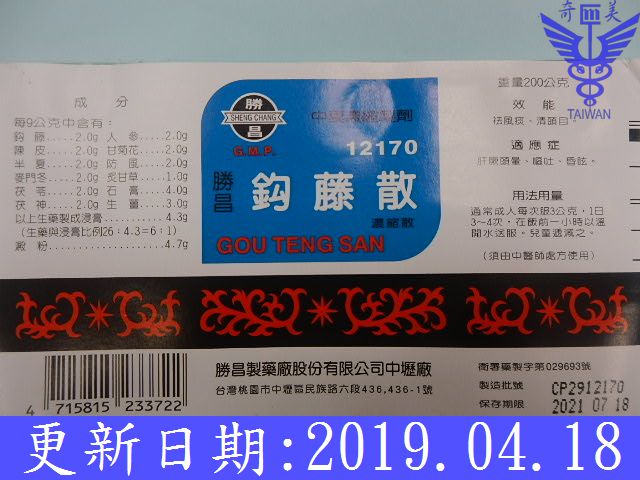 奇美
TAIWAN
成分
每9公克中含有:
鈎藤.....2.0g 人參.....2.0g
陳皮.....2.0g 甘菊花...2.0g
半夏.....2.0g 防風.....2.0g
麥門冬...2.0g 炙甘草...1.0g
茯苓.....2.0g 石膏.....4.0g
茯神.....2.0g 生薑.....3.0g
以上生藥製成浸膏...........4.3g
(生藥與浸膏比例26:4.3=6:1)
澱粉.....................4.7g
勝
SHENG CHANG
昌
G.M.P.
12170
勝昌
鈎藤散
濃縮散
GOU TENG SAN
重量200公克
效能
祛風痰、清頭目。
適應症
肝厥頭暈、嘔吐、昏眩。
用法用量
通常成人每次服3公克,1日
3~4次,在飯前一小時以溫
開水送服。兒童遞減之。
(須由中醫師處方使用)
4 715815 233722
勝昌製藥廠股份有限公司中壢廠
台灣桃園市中壢區民族路六段436,436-1號
衛署藥製字第029693號
製造批號 CP2912170
保存期限 2021 07 18
更新日期:2019.04.18